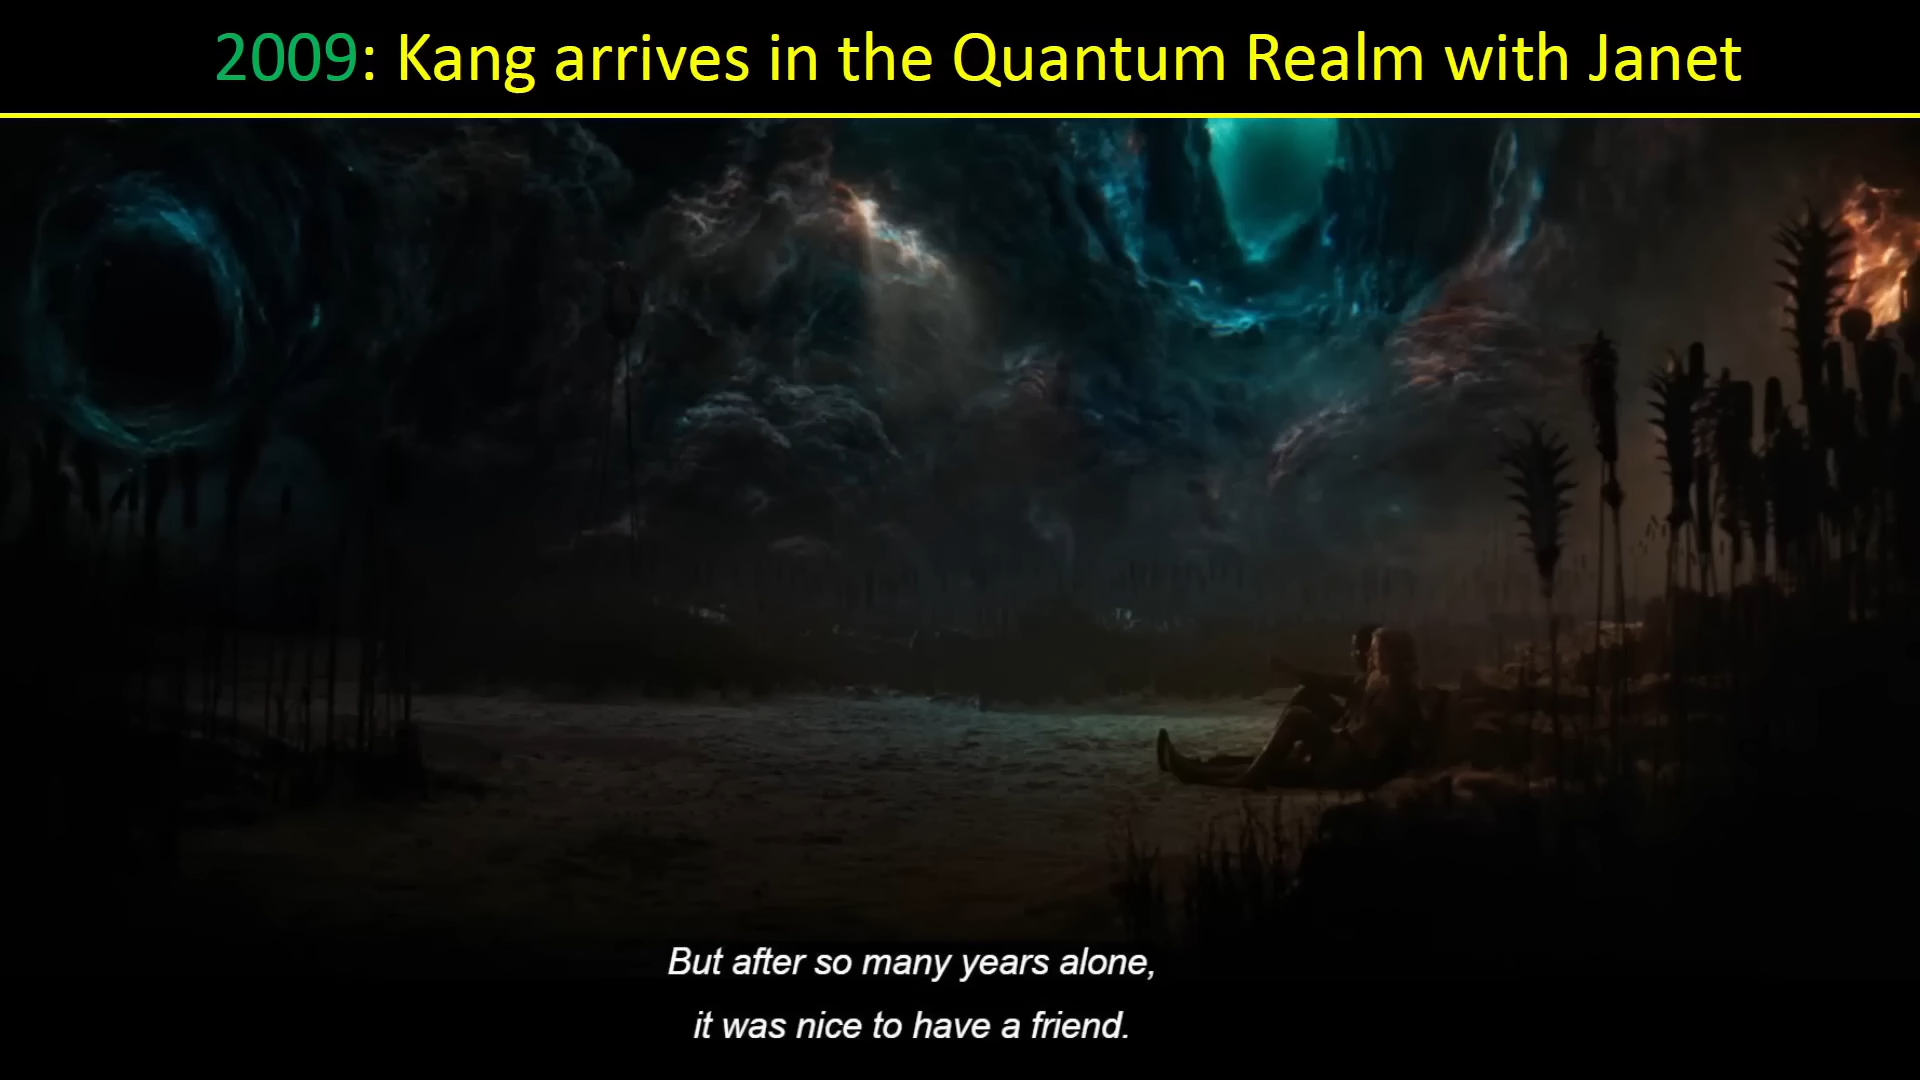 2009: Kang arrives in the Quantum Realm with Janet
But after so many years alone,
it was nice to have a friend.